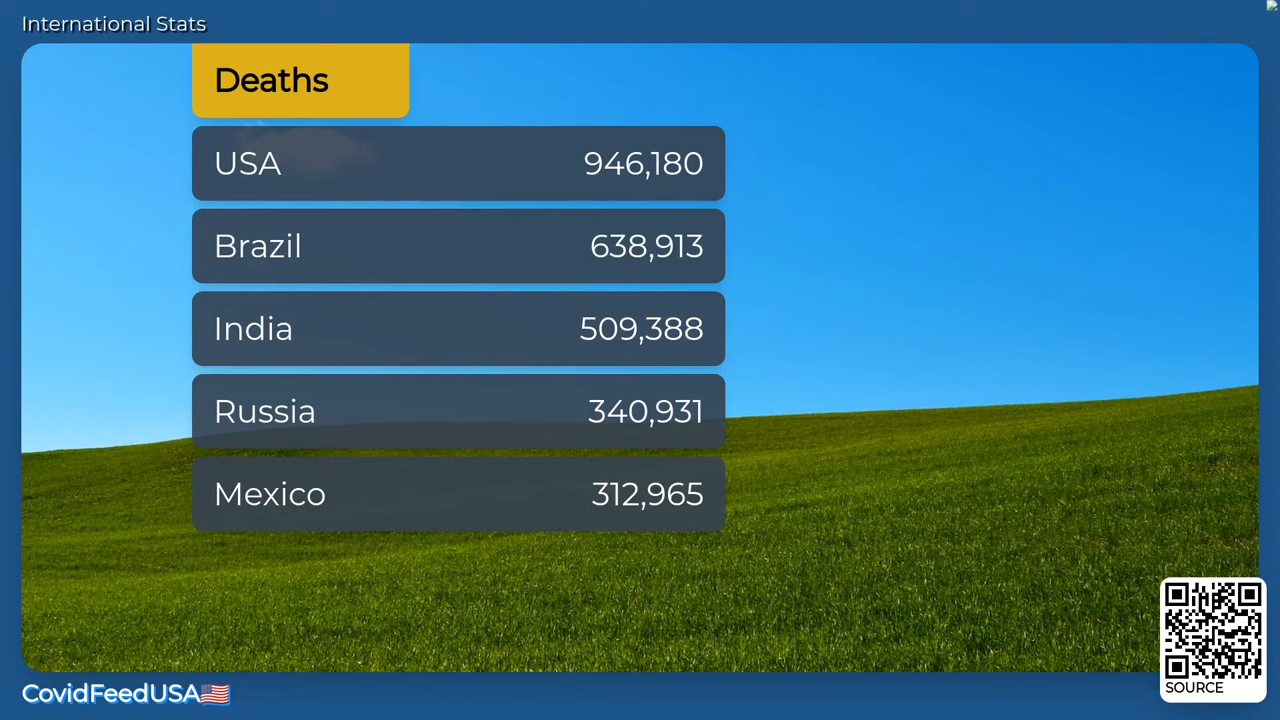 International Stats
Deaths
USA 946,180
Brazil 638,913
India 509,388
Russia 340,931
Mexico 312,965
CovidFeedUSA🇺🇸
SOURCE